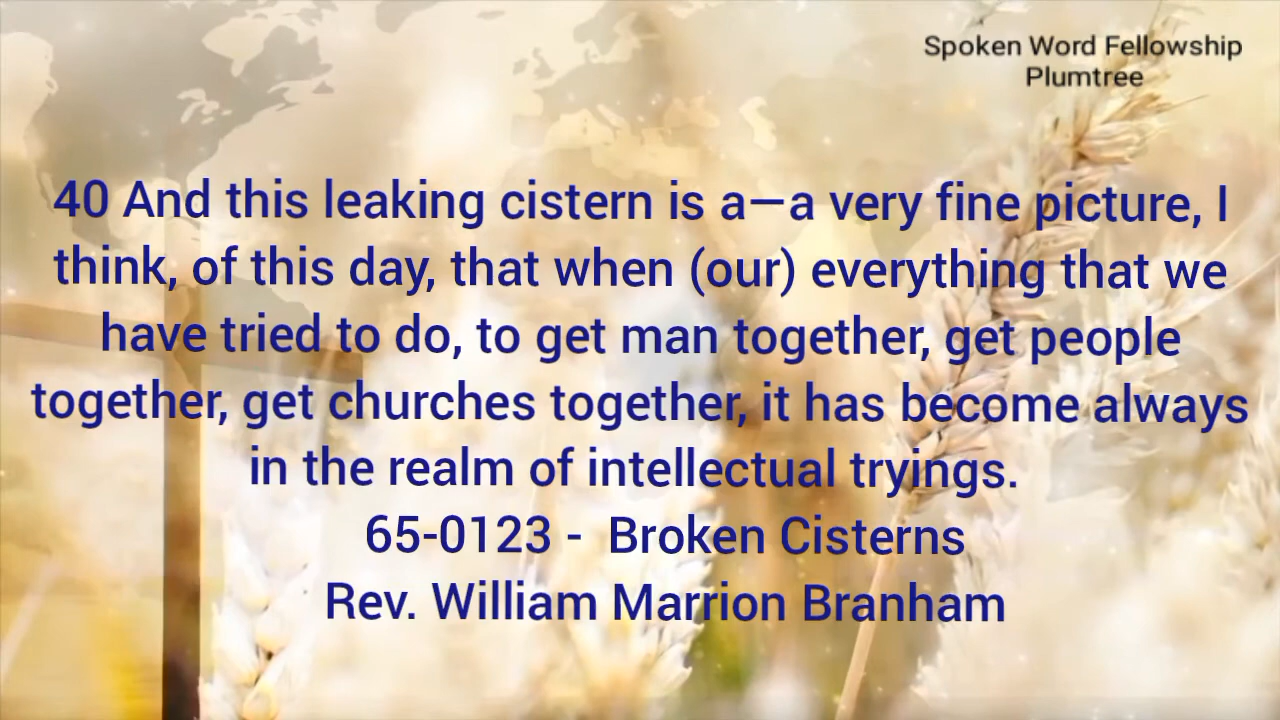 Spoken Word Fellowship
Plumtree
40 And this leaking cistern is a—a very fine picture, I
think, of this day, that when (our) everything that we
have tried to do, to get man together, get people
together, get churches together, it has become always
in the realm of intellectual tryings.
65-0123 - Broken Cisterns
Rev. William Marrion Branham